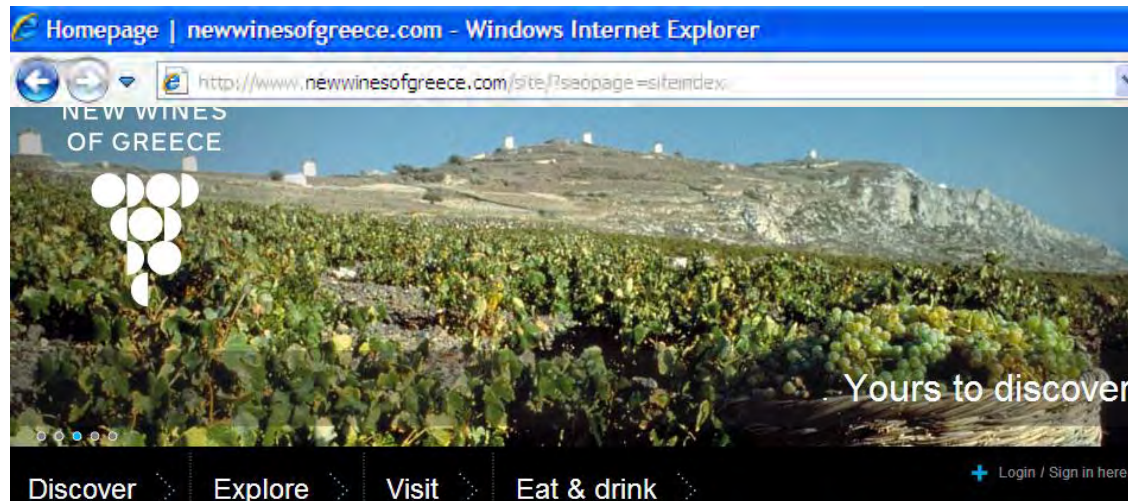 Homepage | newwinesofgreece.com - Windows Internet Explorer
http://www.newwinesofgreece.com/site/?seopage=siteindex
NEW WINES
OF GREECE
Yours to discover
Login / Sign in here
Discover
Explore
Visit
Eat & drink